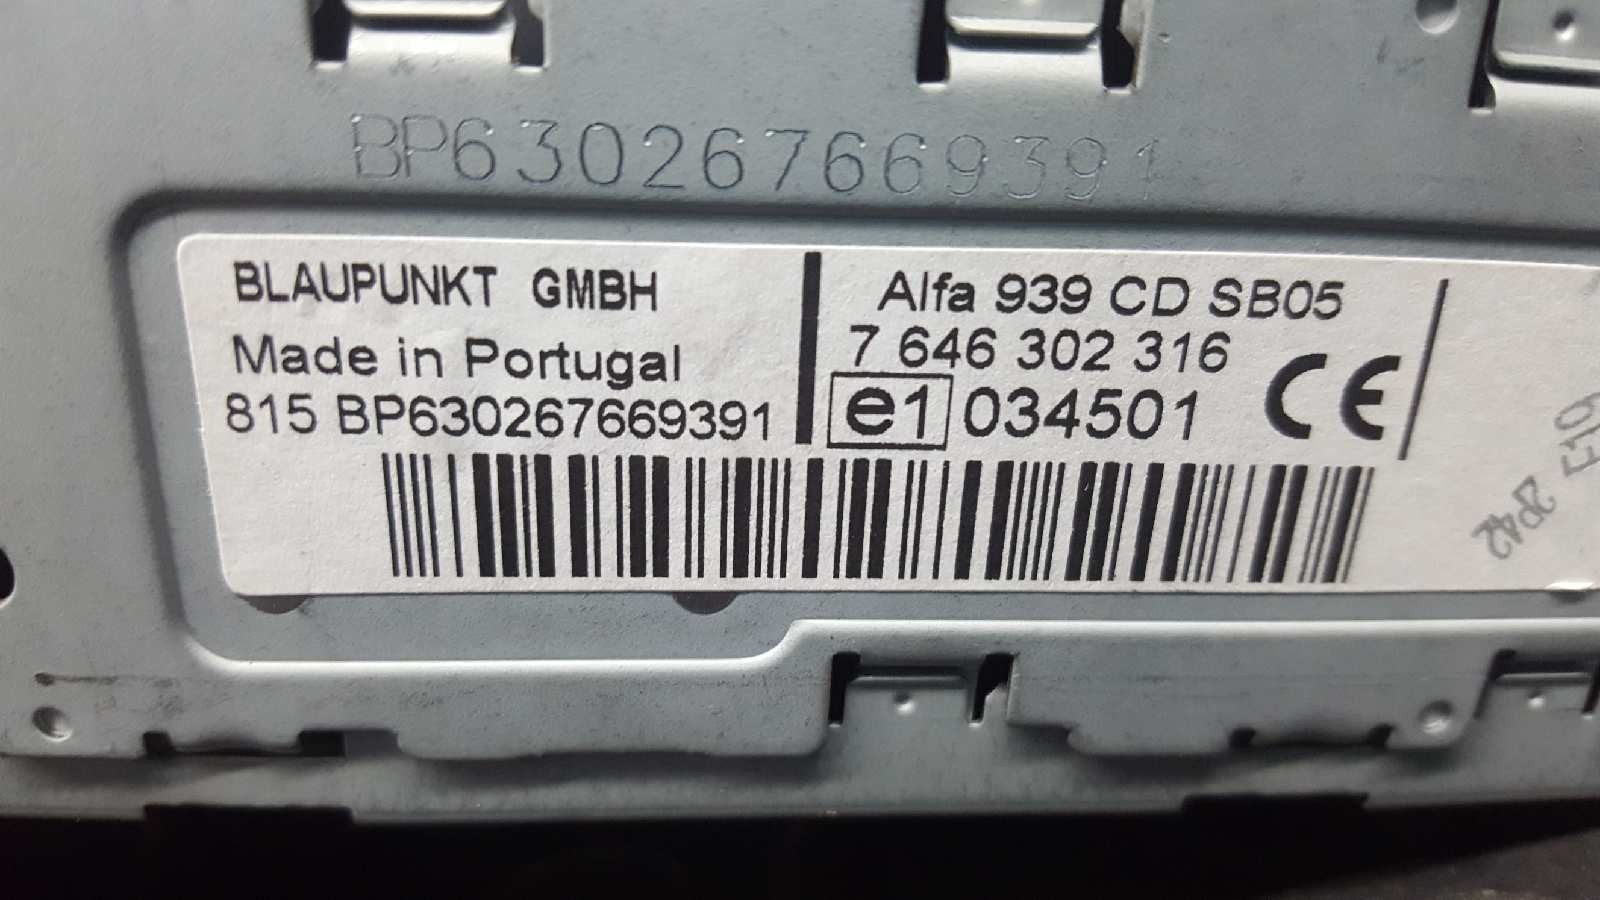 BP630267669391
BLAUPUNKT GMBH
Made in Portugal
815 BP630267669391
Alfa 939 CD SB05
7 646 302 316
e1 034501 CE